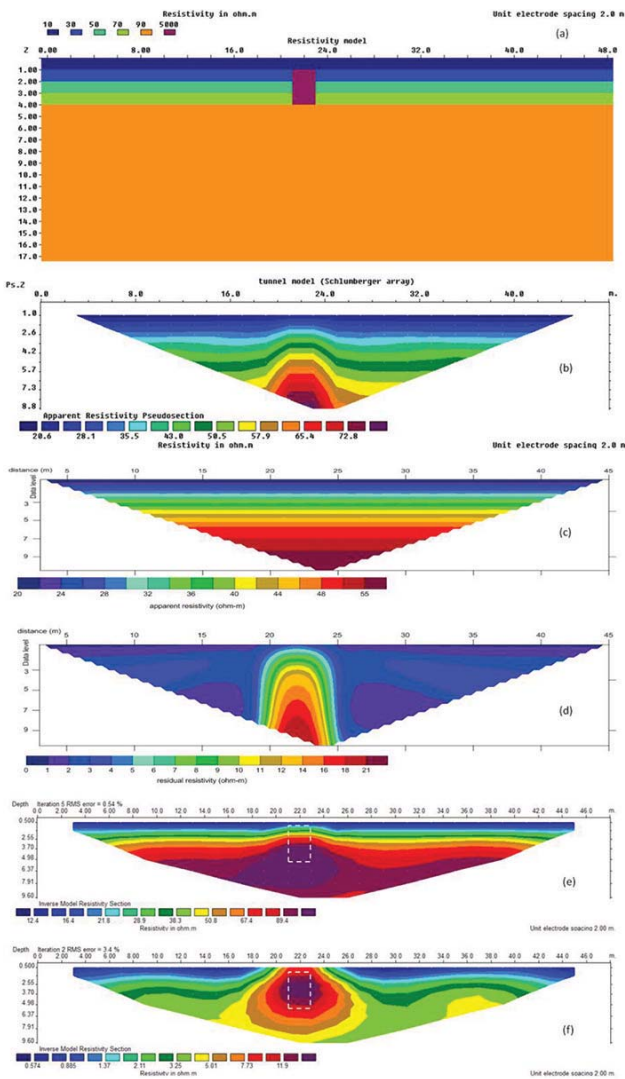 Resistivity in ohm.m Unit electrode spacing 2.0 m
10 30 50 70 90 5000 (a)
Z 0.00 8.00 16.0 Resistivity model 24.0 32.0 40.0 48.0
1.00
2.00
3.00
4.00
5.00
6.00
7.00
8.00
9.00
10.0
11.0
12.0
13.0
14.0
15.0
16.0
17.0
tunnel model (Schlumberger array)
Ps.Z 0.0 8.0 16.0 24.0 32.0 40.0 m.
1.0
2.6
4.2
5.7 (b)
7.3
8.8
Apparent Resistivity Pseudosection
20.6 28.1 35.5 43.0 50.5 57.9 65.4 72.8
Resistivity in ohm.m Unit electrode spacing 2.0 m
distance (m) 5 10 15 20 25 30 35 40 45
Data level
3
6 (c)
9
20 24 28 32 36 40 44 48 55
apparent resistivity (ohm-m)
distance (m) 5 10 15 20 25 30 35 40 45
Data level
3
6 (d)
9
0 1 2 3 4 5 6 7 8 9 10 11 12 13 14 16 18 21
residual resistivity (ohm-m)
Depth Iteration 5 RMS error = 0.54 %
0.0 2.0 4.0 6.0 8.0 10.0 12.0 14.0 16.0 18.0 20.0 22.0 24.0 26.0 28.0 30.0 32.0 34.0 36.0 38.0 40.0 42.0 44.0 46.0 m.
0.500
2.55
3.70
4.98
6.37
7.91 (e)
9.60
Inverse Model Resistivity Section
12.4 16.4 21.8 28.9 38.3 50.8 67.4 89.4
Resistivity in ohm.m Unit electrode spacing 2.00 m
Depth Iteration 2 RMS error = 3.4 %
0.0 2.0 4.0 6.0 8.0 10.0 12.0 14.0 16.0 18.0 20.0 22.0 24.0 26.0 28.0 30.0 32.0 34.0 36.0 38.0 40.0 42.0 44.0 46.0 m.
0.500
2.55
3.70
4.98
6.37
7.91 (f)
9.60
Inverse Model Resistivity Section
0.574 0.885 1.37 2.11 3.25 5.01 7.73 11.9
Resistivity in ohm.m Unit electrode spacing 2.00 m